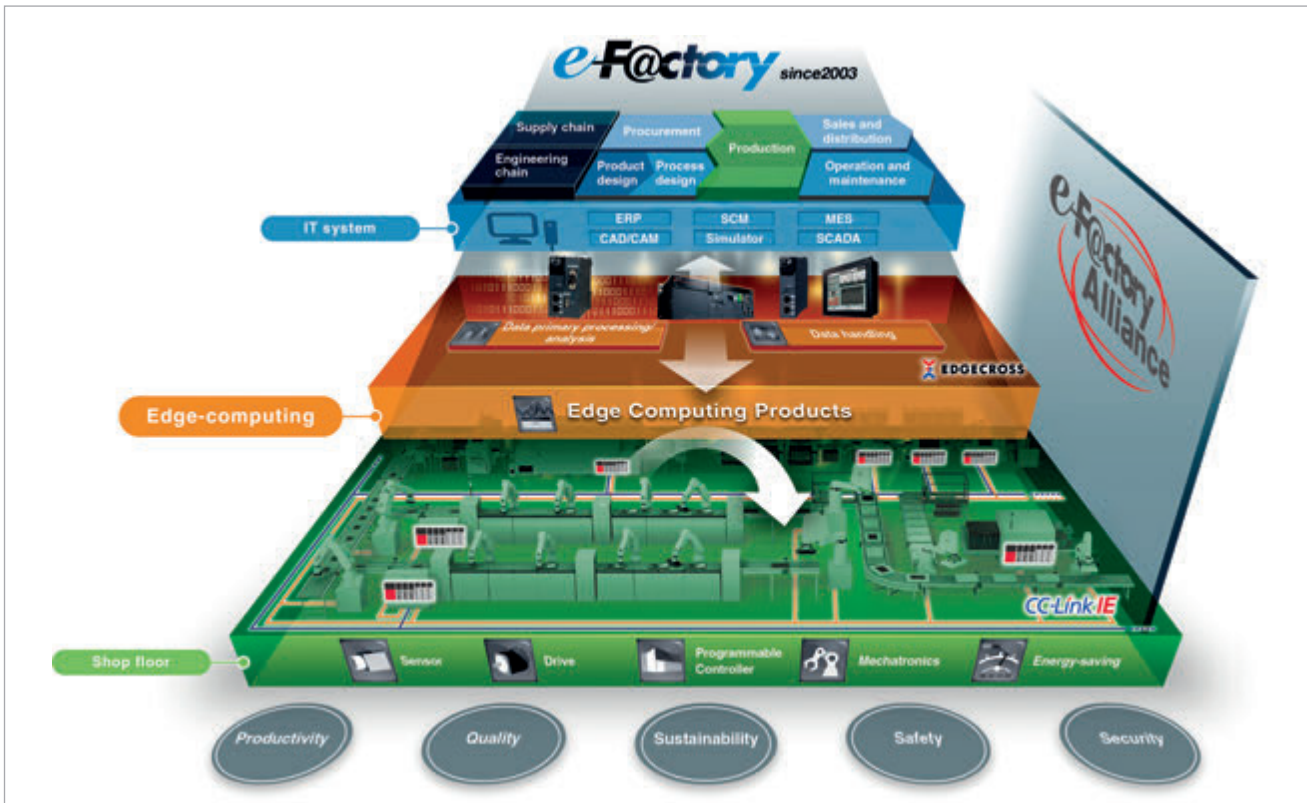 e-F@ctory since2003
Supply chain
Procurement
Production
Sales and
distribution
Engineering
chain
Product
design
Process
design
Operation and
maintenance
IT system
ERP
SCM
MES
CAD/CAM
Simulator
SCADA
Data primary processing/
analysis
Data handling
EDGECROSS
Edge-computing
Edge Computing Products
e-F@ctory
Alliance
CC-Link IE
Shop floor
Sensor
Drive
Programmable
Controller
Mechatronics
Energy-saving
Productivity
Quality
Sustainability
Safety
Security